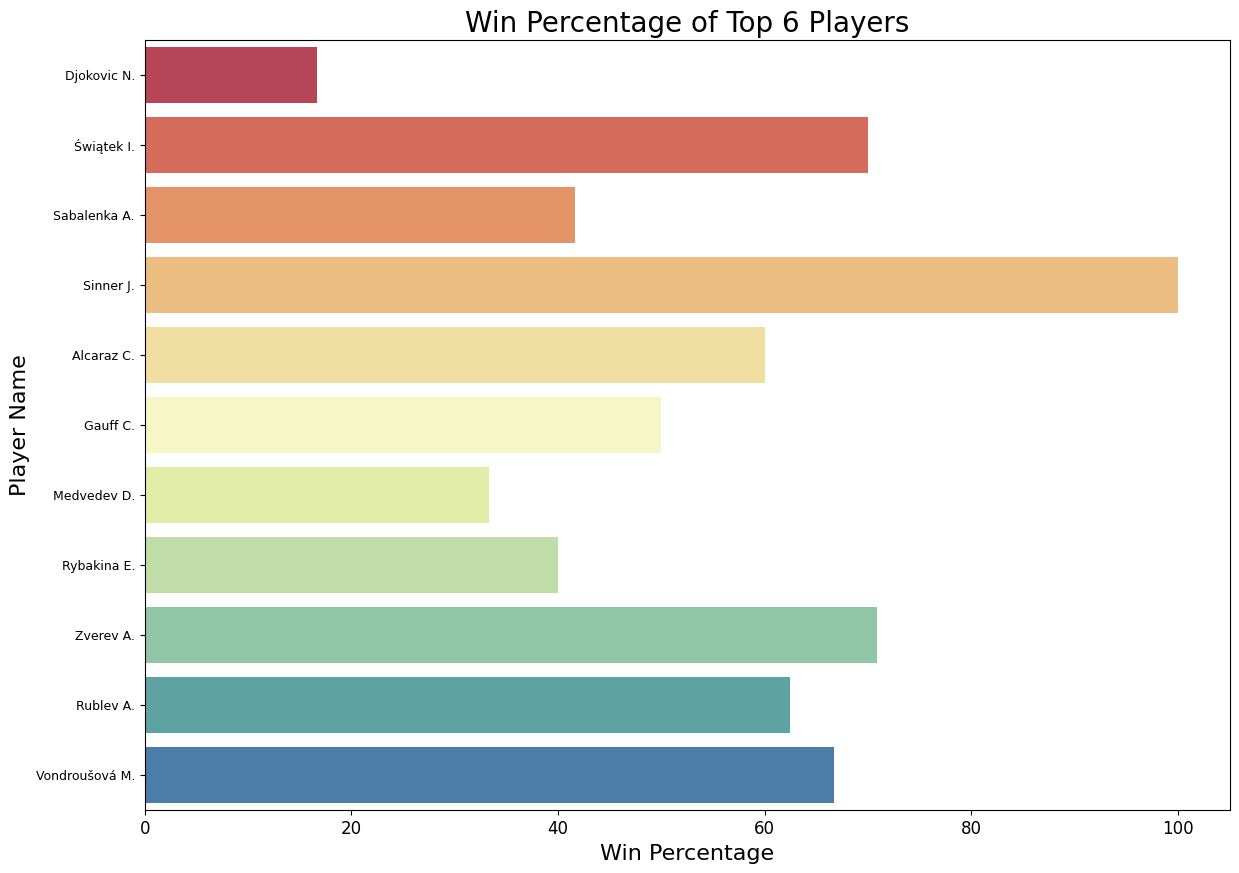 Win Percentage of Top 6 Players
Player Name
Djokovic N.
Świątek I.
Sabalenka A.
Sinner J.
Alcaraz C.
Gauff C.
Medvedev D.
Rybakina E.
Zverev A.
Rublev A.
Vondroušová M.
0 20 40 60 80 100
Win Percentage